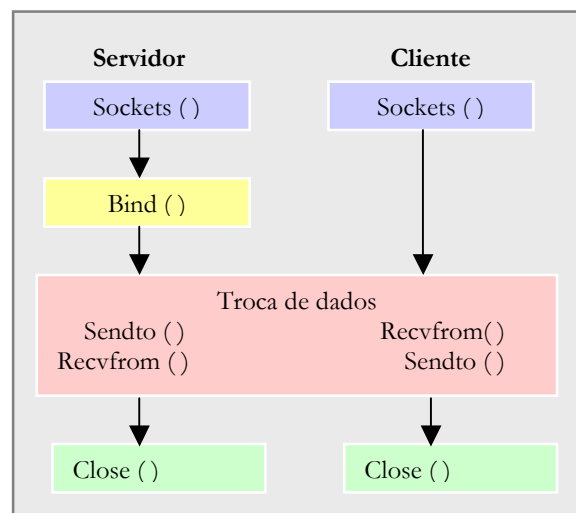 Servidor Cliente
Sockets ( ) Sockets ( )
Bind ( )
Troca de dados
Sendto ( ) Recvfrom( )
Recvfrom ( ) Sendto ( )
Close ( ) Close ( )